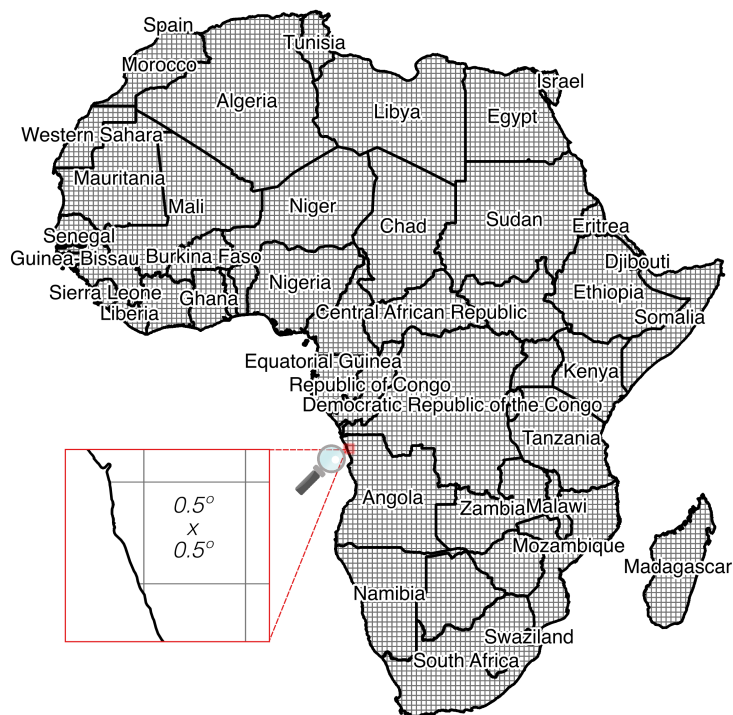 Spain
Tunisia
Morocco
Israel
Algeria
Libya
Egypt
Western Sahara
Mauritania
Mali
Niger
Chad
Sudan
Eritrea
Senegal
Guinea-Bissau
Burkina Faso
Djibouti
Nigeria
Ethiopia
Sierra Leone
Ghana
Liberia
Central African Republic
Somalia
Equatorial Guinea
Kenya
Republic of Congo
Democratic Republic of the Congo
Tanzania
Angola
Zambia
Malawi
Mozambique
Madagascar
Namibia
Swaziland
South Africa
0.5°
x
0.5°